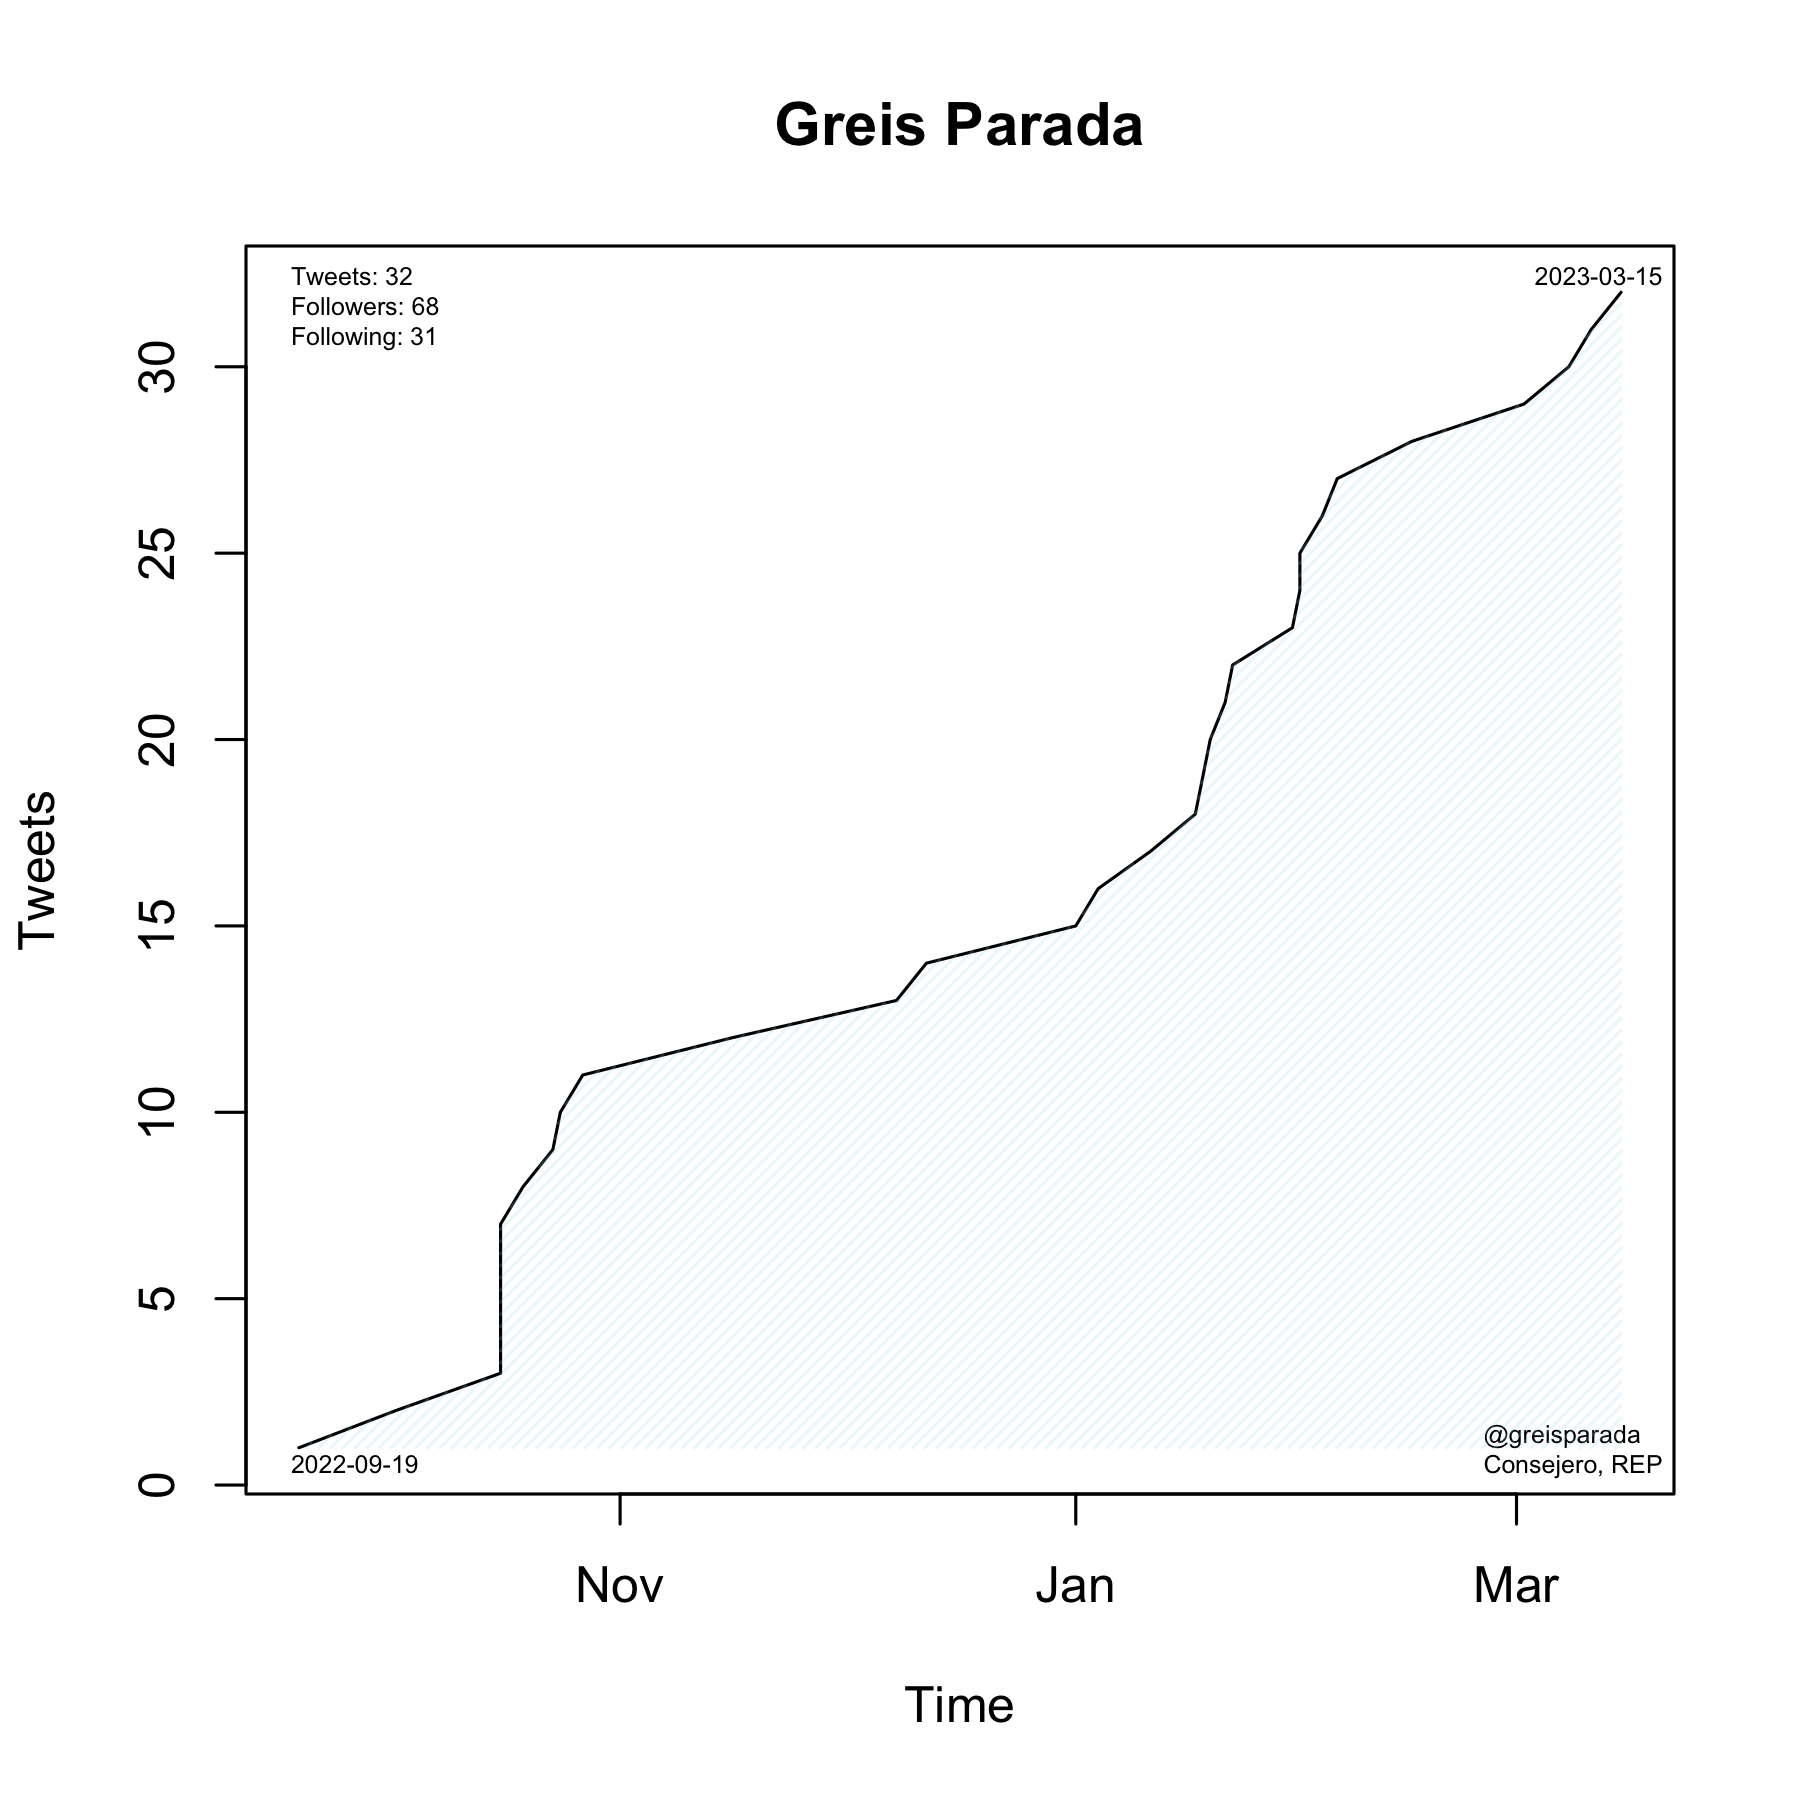 Greis Parada
Tweets: 32
Followers: 68
Following: 31
2023-03-15
30
25
20
15
10
5
0
Tweets
2022-09-19
@greisparada
Consejero, REP
Nov
Jan
Mar
Time